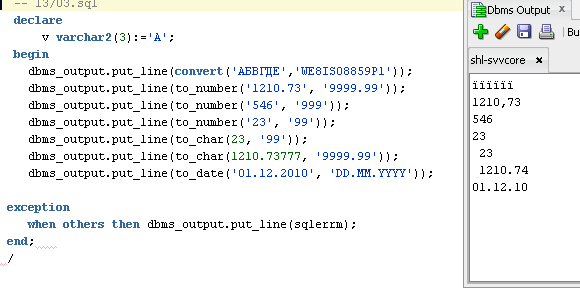 -- 13/03.sql
declare
v varchar2(3):='A';
begin
dbms_output.put_line(convert('АБВГДЕ','WE8ISO8859P1'));
dbms_output.put_line(to_number('1210.73', '9999.99'));
dbms_output.put_line(to_number('546', '999'));
dbms_output.put_line(to_number('23', '99'));
dbms_output.put_line(to_char(23, '99'));
dbms_output.put_line(to_char(1210.73777, '9999.99'));
dbms_output.put_line(to_date('01.12.2010', 'DD.MM.YYYY'));
exception
when others then dbms_output.put_line(sqlerrm);
end;
/
Dbms Output
Bu
shl-svvcore
ïïïïïï
1210,73
546
23
23
1210.74
01.12.10